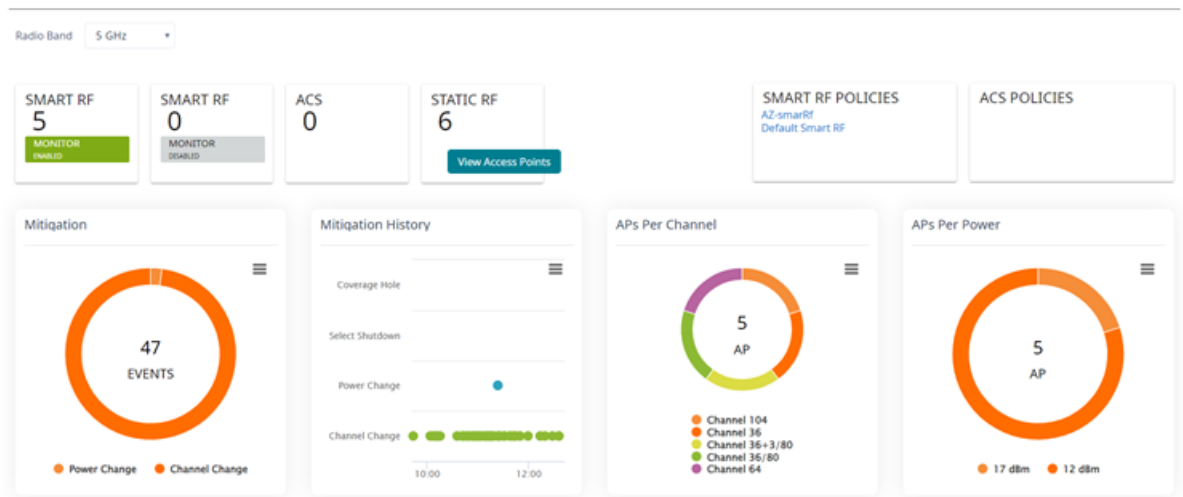 Radio Band 5 GHz
SMART RF
5
MONITOR
ENABLED
SMART RF
0
MONITOR
DISABLED
ACS
0
STATIC RF
6
View Access Points
SMART RF POLICIES
AZ-smarRf
Default Smart RF
ACS POLICIES
Mitigation
47
EVENTS
Power Change Channel Change
Mitigation History
Coverage Hole
Select Shutdown
Power Change
Channel Change
10:00 12:00
APs Per Channel
5
AP
Channel 104
Channel 36
Channel 36+3/80
Channel 36/80
Channel 64
APs Per Power
5
AP
17 dBm 12 dBm